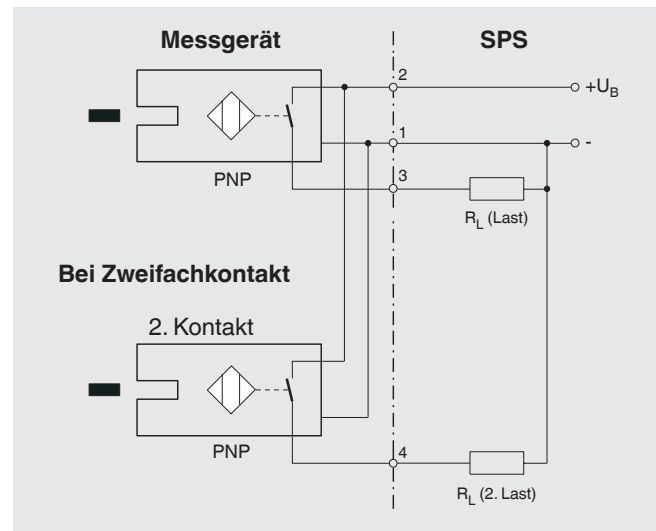 Messgerät
SPS
2
+U_B
1
-
3
PNP
R_L (Last)
Bei Zweifachkontakt
2. Kontakt
PNP
4
R_L (2. Last)